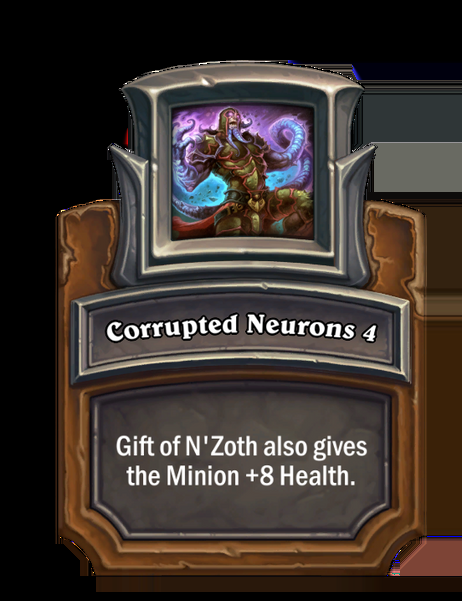 Corrupted Neurons 4
Gift of N'Zoth also gives
the Minion +8 Health.